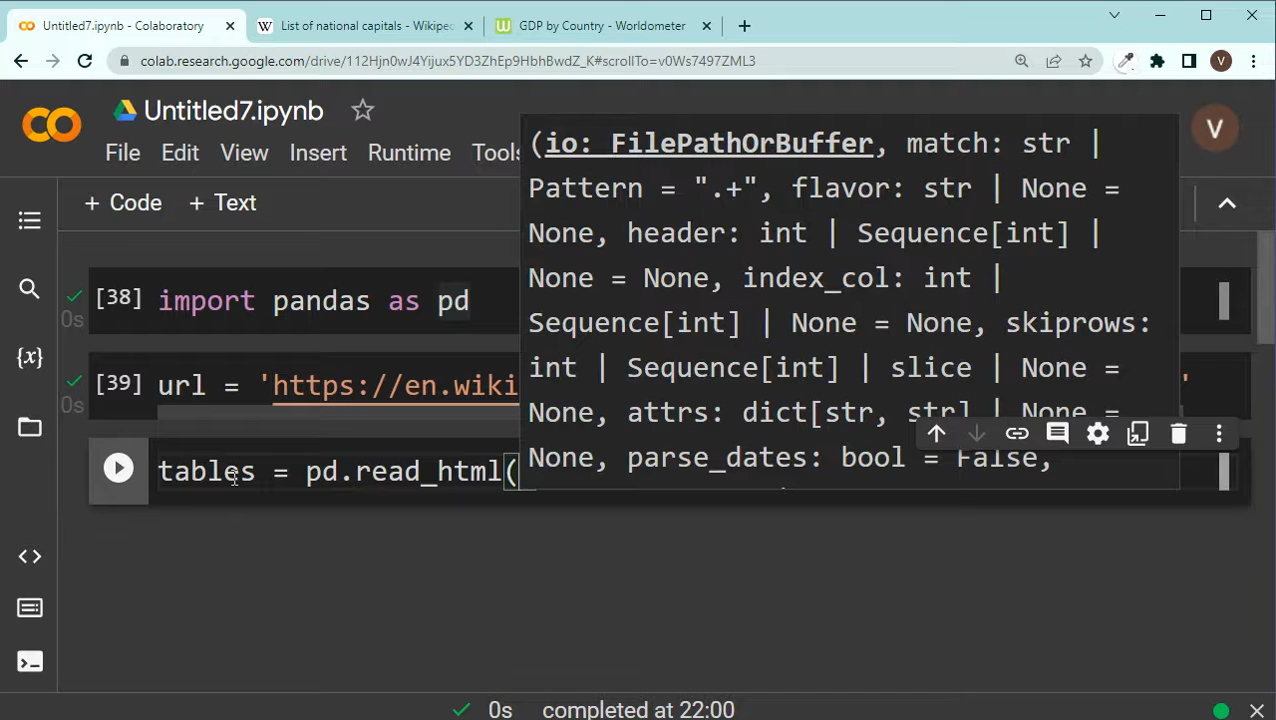 Untitled7.ipynb - Colaboratory
List of national capitals - Wikipe
GDP by Country - Worldometer
colab.research.google.com/drive/112Hjn0wJ4Yijux5YD3ZhEp9HbhBwdZ_K#scrollTo=v0Ws7497ZML3
V
CO
Untitled7.ipynb
V
File Edit View Insert Runtime Tools
+ Code + Text
(io: FilePathOrBuffer, match: str |
Pattern = ".+", flavor: str | None =
None, header: int | Sequence[int] |
None = None, index_col: int |
Sequence[int] | None = None, skiprows:
int | Sequence[int] | slice | None =
None, attrs: dict[str, str] | None =
None, parse_dates: bool = False,
[38] import pandas as pd
0s
[39] url = 'https://en.wiki
'
0s
tables = pd.read_html(
{x}
0s completed at 22:00